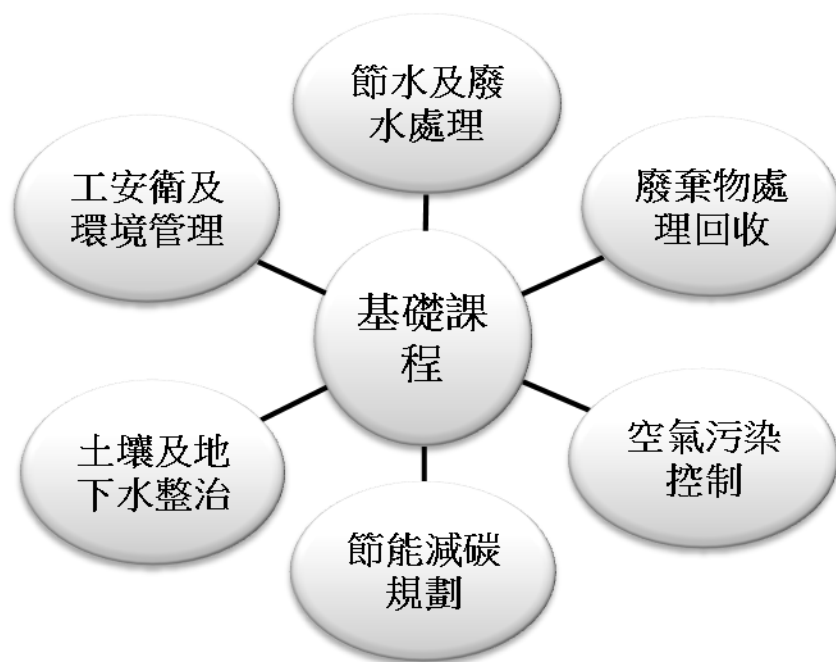 節水及廢
水處理
廢棄物處
理回收
空氣污染
控制
節能減碳
規劃
土壤及地
下水整治
工安衛及
環境管理
基礎課
程